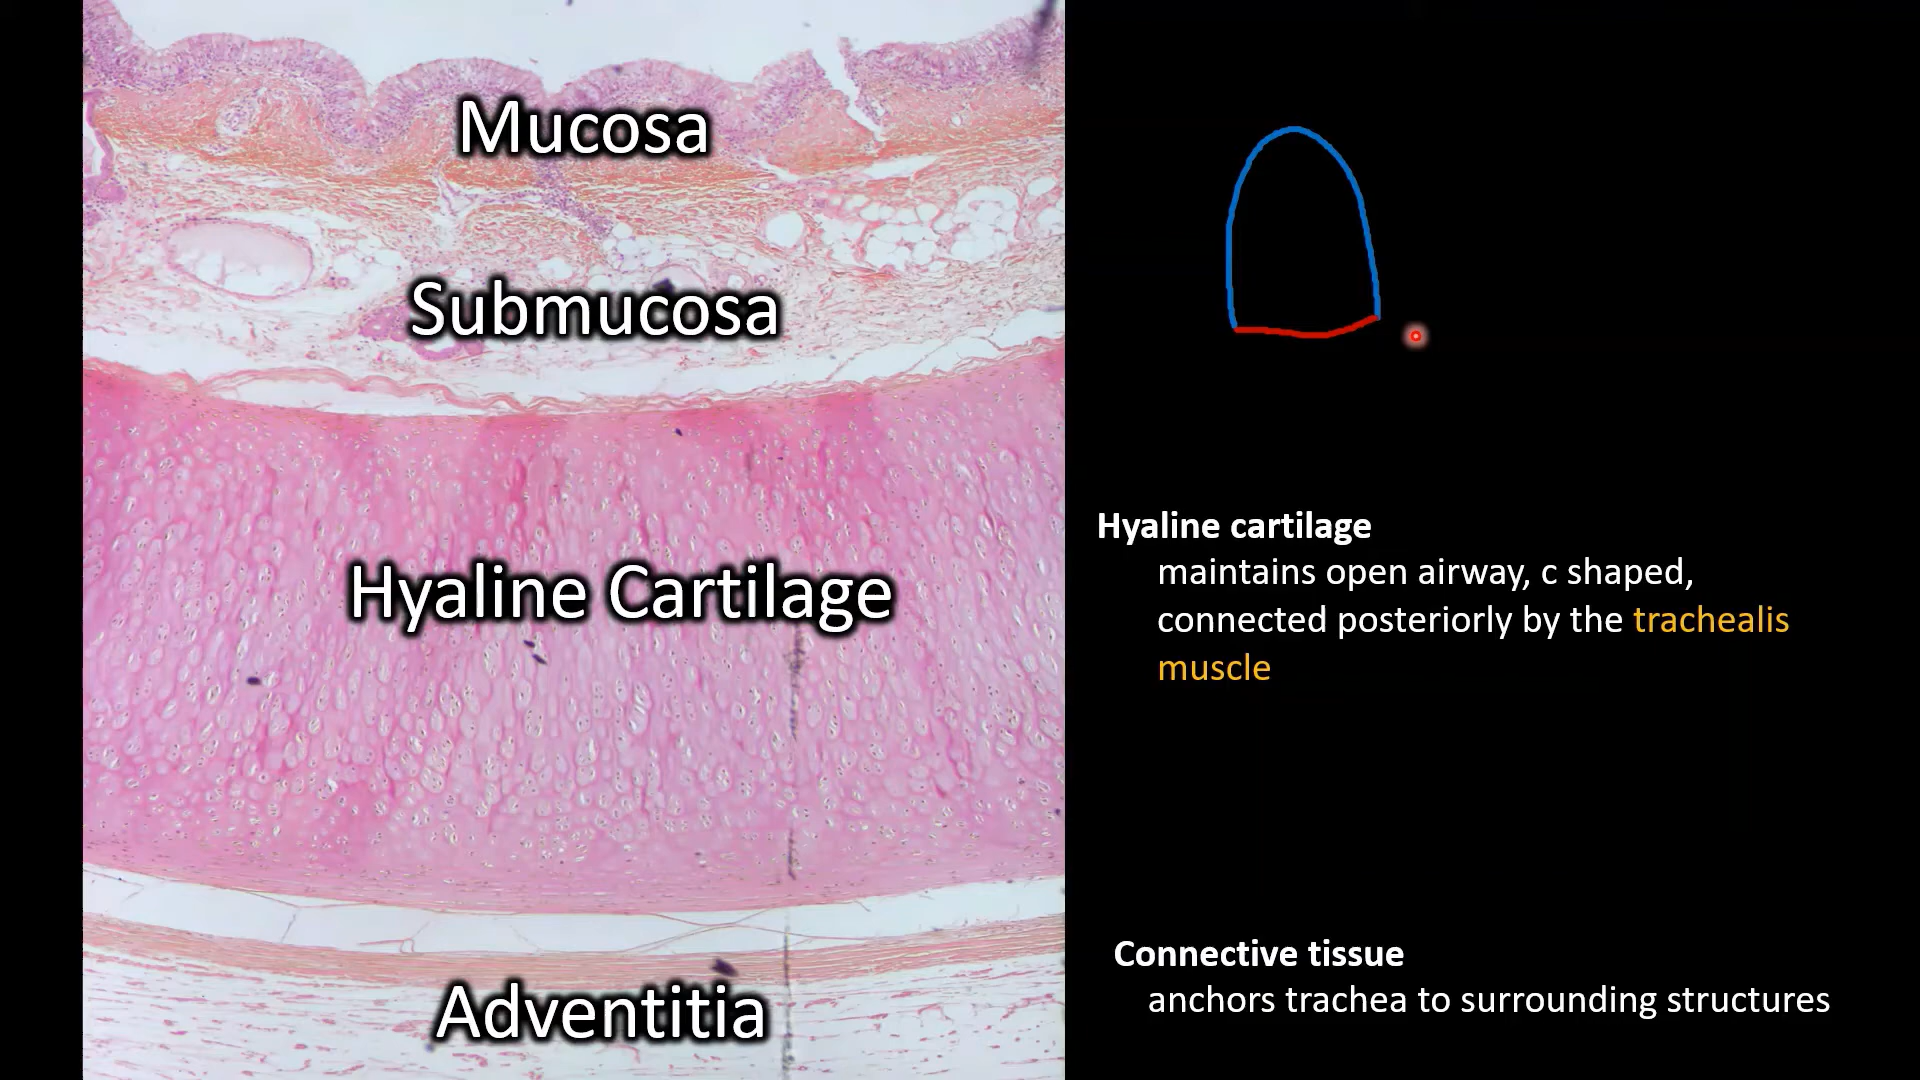 Mucosa
Submucosa
Hyaline Cartilage
Adventitia
Hyaline cartilage
maintains open airway, c shaped,
connected posteriorly by the trachealis
muscle
Connective tissue
anchors trachea to surrounding structures